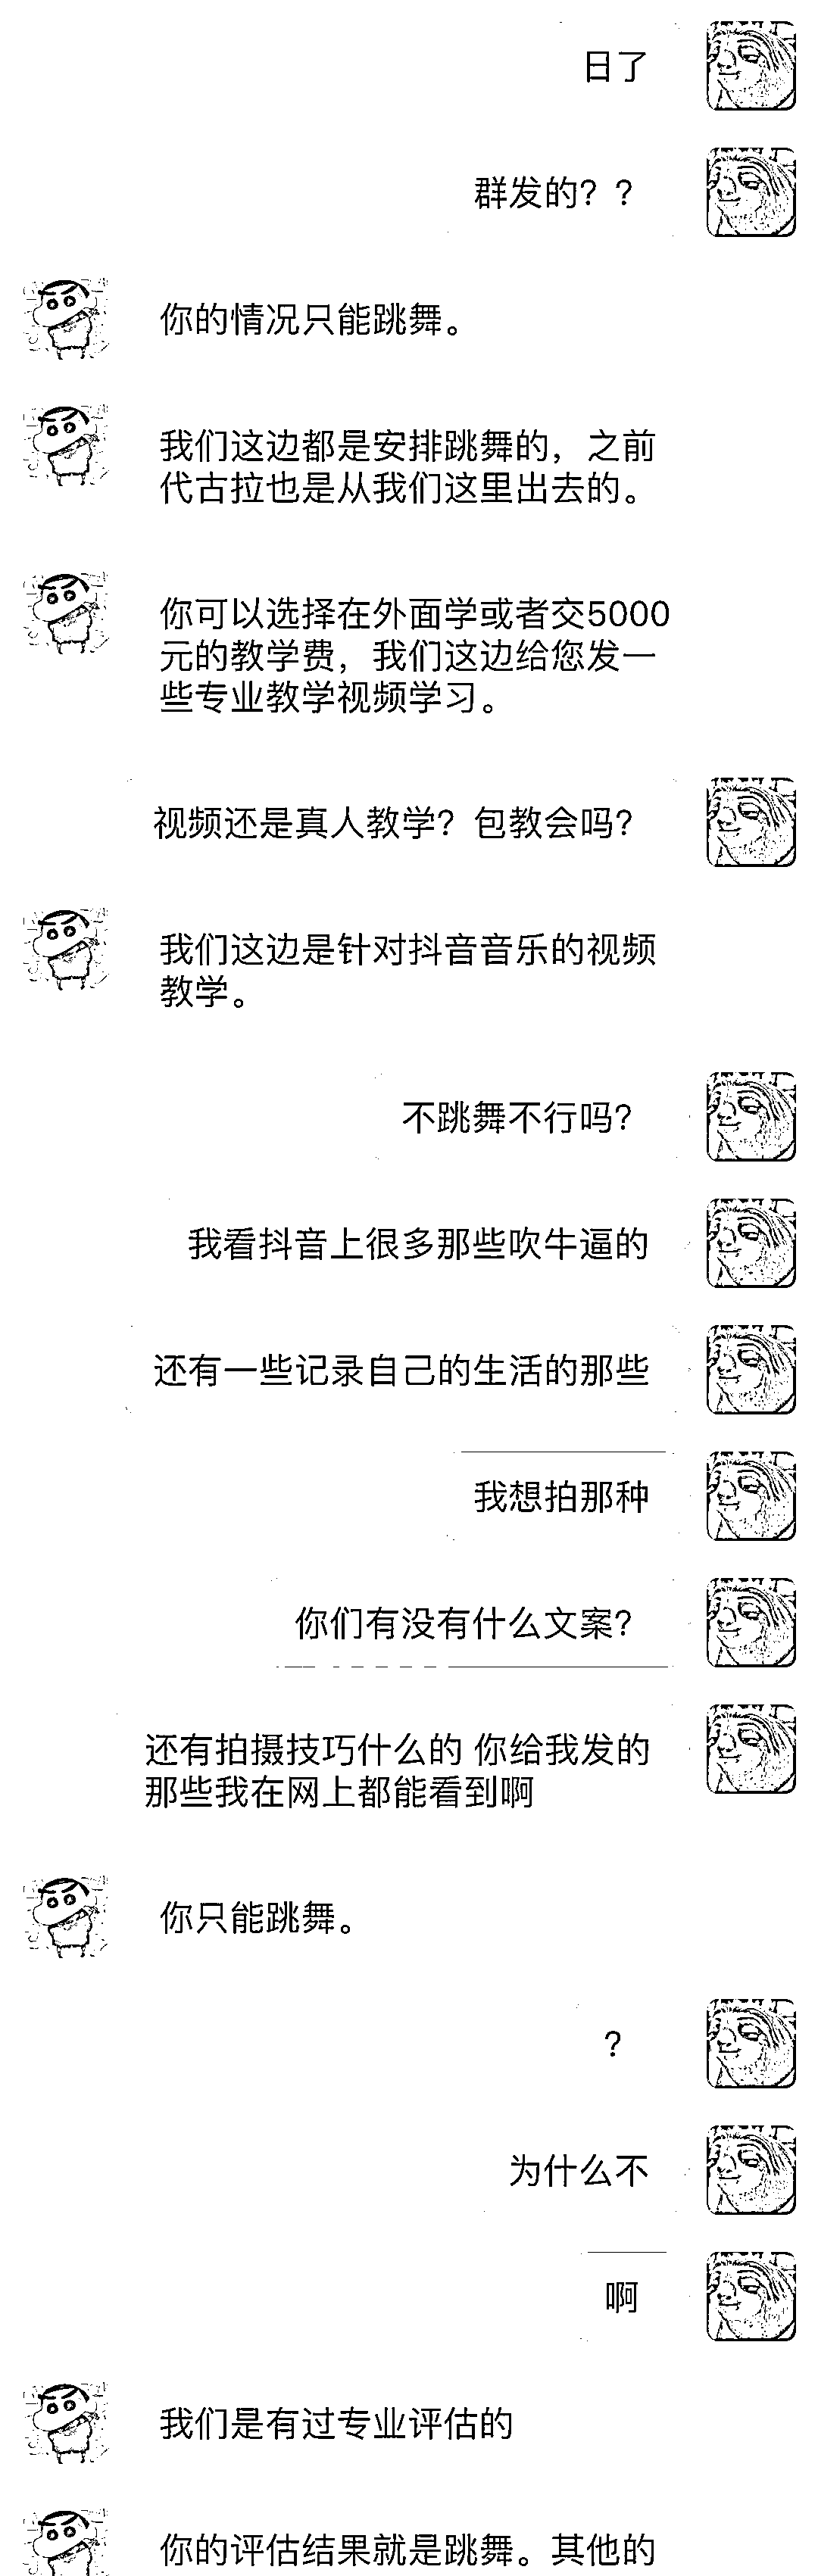 日了
群发的？？
你的情况只能跳舞。
我们这边都是安排跳舞的，之前
代古拉也是从我们这里出去的。
你可以选择在外面学或者交5000
元的教学费，我们这边给您发一
些专业教学视频学习。
视频还是真人教学？包教会吗？
我们这边是针对抖音音乐的视频
教学。
不跳舞不行吗？
我看抖音上很多那些吹牛逼的
还有一些记录自己的生活的那些
我想拍那种
你们有没有什么文案？
还有拍摄技巧什么的 你给我发的
那些我在网上都能看到啊
你只能跳舞。
？
为什么不
啊
我们是有过专业评估的
你的评估结果就是跳舞。其他的